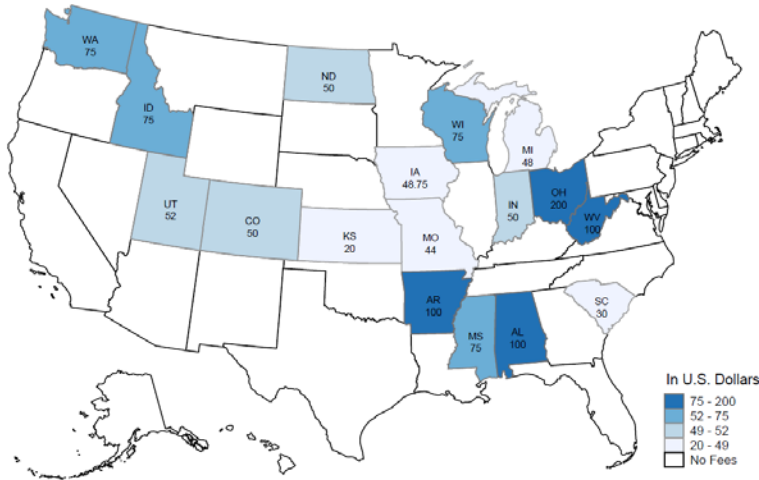 WA
75
ND
50
ID
75
WI
75
MI
48
IA
48.75
UT
52
CO
50
KS
20
MO
44
IN
50
OH
200
WV
100
AR
100
MS
75
AL
100
SC
30
In U.S. Dollars
75 - 200
52 - 75
49 - 52
20 - 49
No Fees